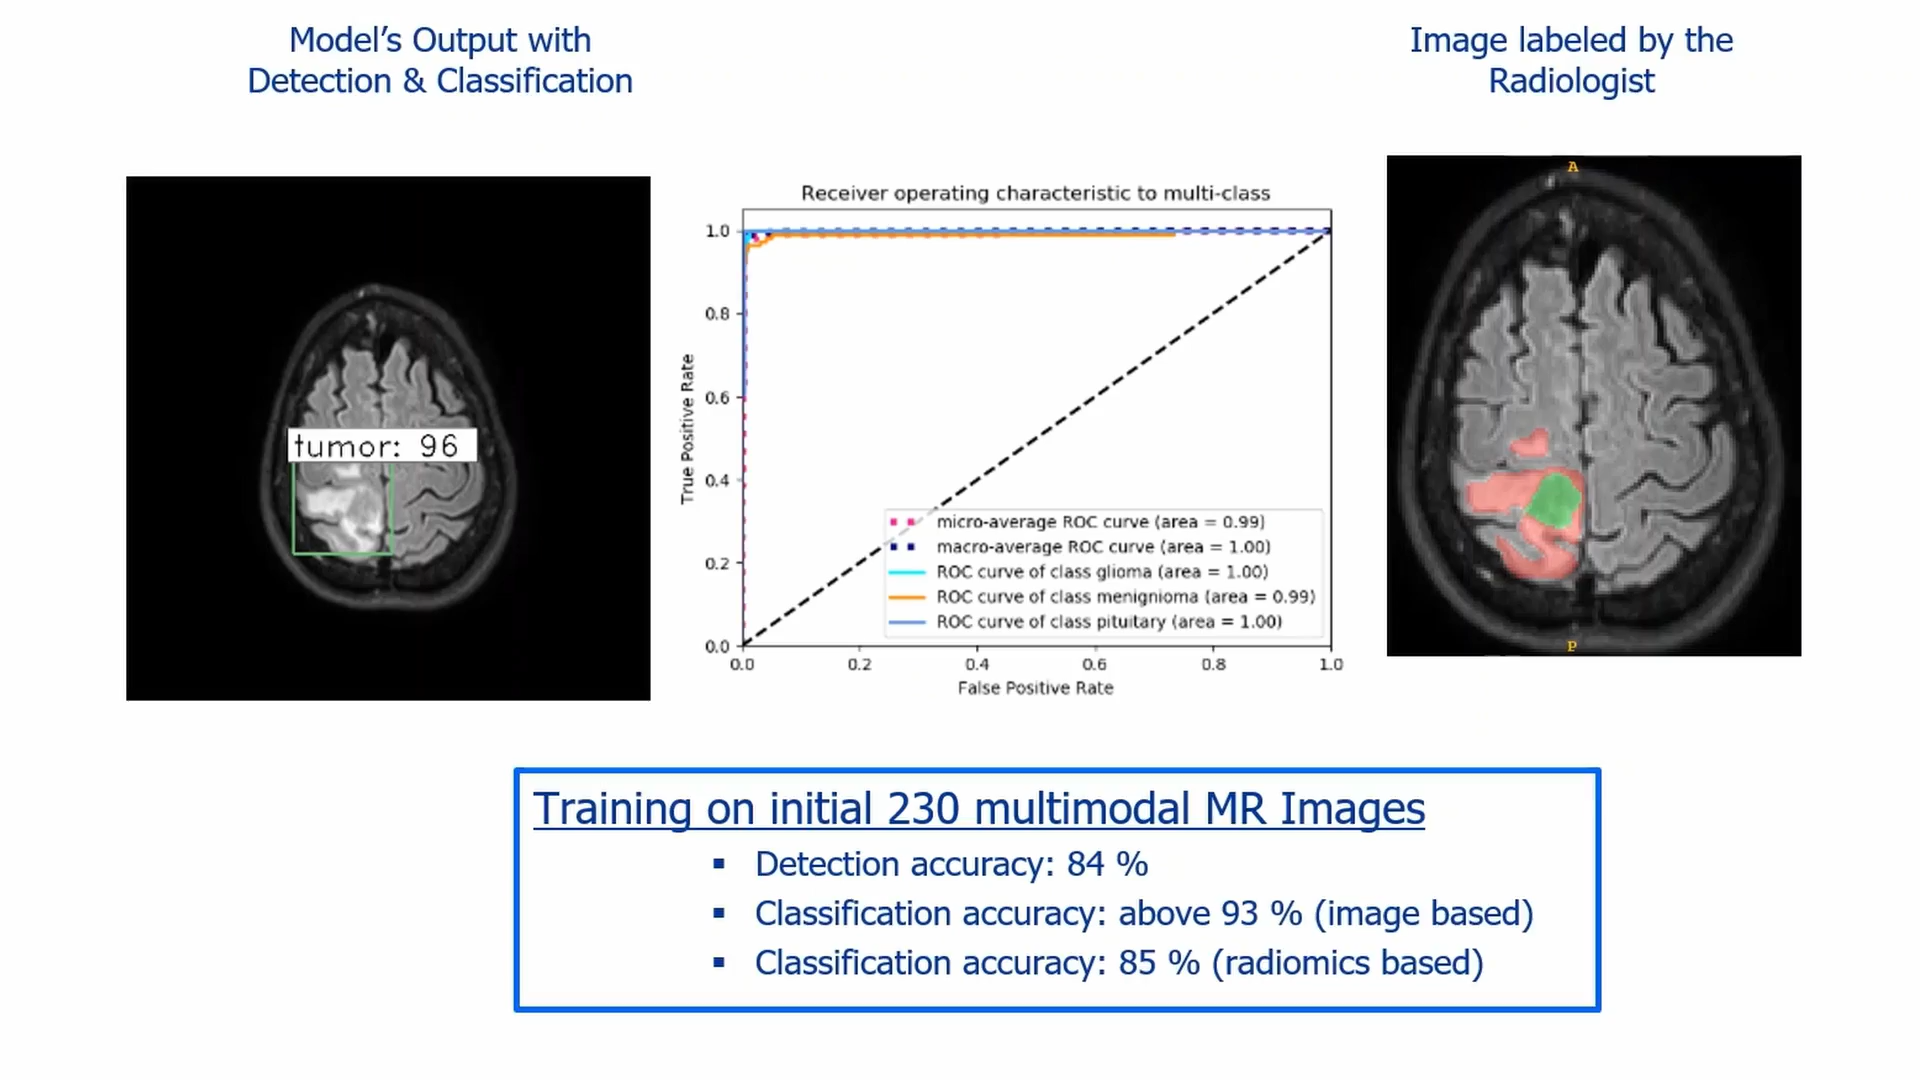 Model’s Output with
Detection & Classification
Image labeled by the
Radiologist
tumor: 96
Receiver operating characteristic to multi-class
True Positive Rate
1.0
0.8
0.6
0.4
0.2
0.0
micro-average ROC curve (area = 0.99)
macro-average ROC curve (area = 1.00)
ROC curve of class glioma (area = 1.00)
ROC curve of class menignioma (area = 0.99)
ROC curve of class pituitary (area = 1.00)
0.0 0.2 0.4 0.6 0.8 1.0
False Positive Rate
A
P
Training on initial 230 multimodal MR Images
▪ Detection accuracy: 84 %
▪ Classification accuracy: above 93 % (image based)
▪ Classification accuracy: 85 % (radiomics based)